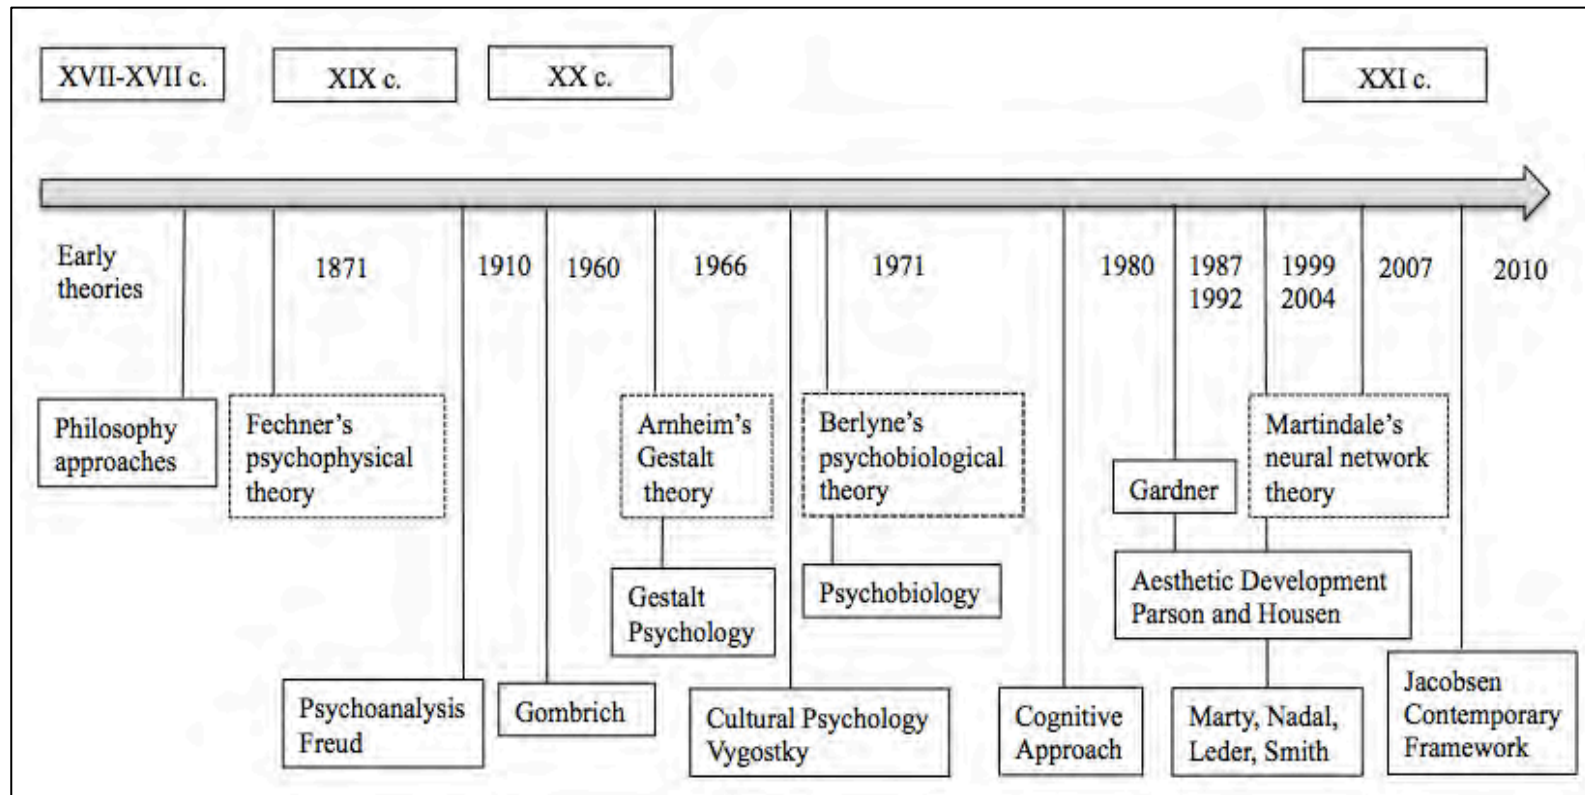 XVII-XVII c.
XIX c.
XX c.
XXI c.
Early
theories
1871
1910
1960
1966
1971
1980
1987
1992
1999
2004
2007
2010
Philosophy
approaches
Fechner’s
psychophysical
theory
Arnheim’s
Gestalt
theory
Berlyne’s
psychobiological
theory
Gardner
Martindale’s
neural network
theory
Gestalt
Psychology
Psychobiology
Aesthetic Development
Parson and Housen
Psychoanalysis
Freud
Gombrich
Cultural Psychology
Vygostky
Cognitive
Approach
Marty, Nadal,
Leder, Smith
Jacobsen
Contemporary
Framework